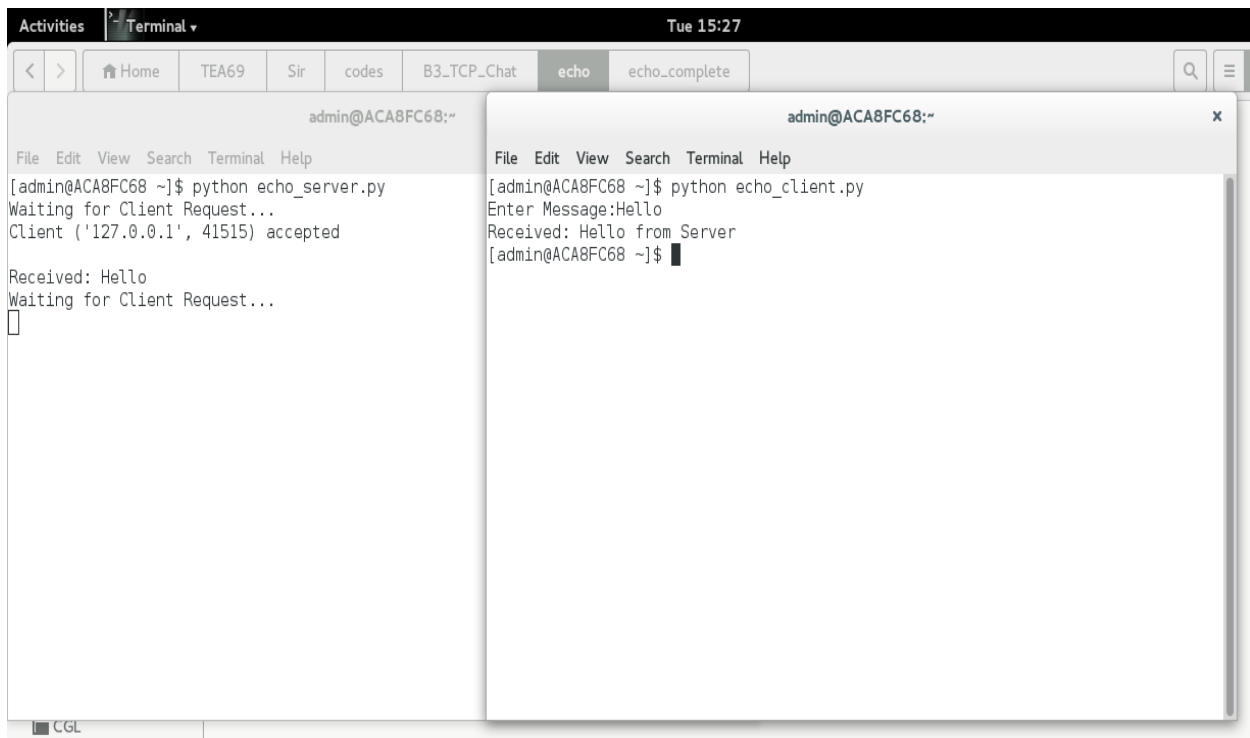 Activities Terminal Tue 15:27
Home TEA69 Sir codes B3_TCP_Chat echo echo_complete
admin@ACA8FC68:~
File Edit View Search Terminal Help
[admin@ACA8FC68 ~]$ python echo_server.py
Waiting for Client Request...
Client ('127.0.0.1', 41515) accepted
Received: Hello
Waiting for Client Request...
admin@ACA8FC68:~
File Edit View Search Terminal Help
[admin@ACA8FC68 ~]$ python echo_client.py
Enter Message:Hello
Received: Hello from Server
[admin@ACA8FC68 ~]$
CGL